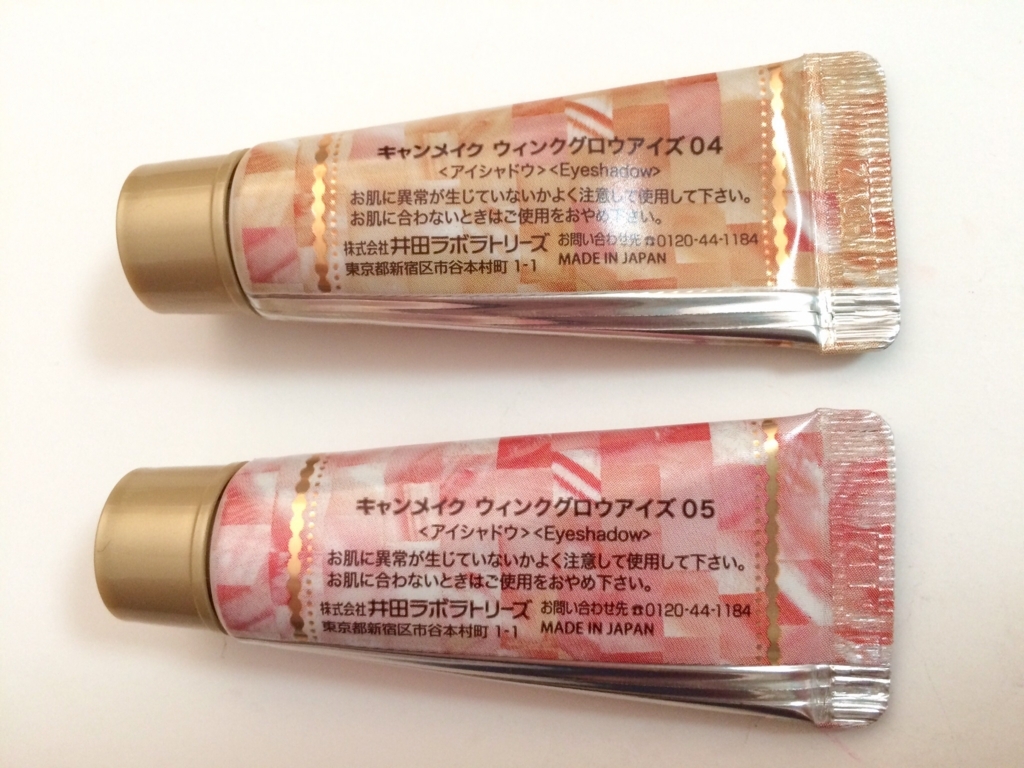 キャンメイク ウィンクグロウアイズ 04
<アイシャドウ><Eyeshadow>
お肌に異常が生じていないかよく注意して使用して下さい。
お肌に合わないときはご使用をおやめ下さい。
株式会社 井田ラボラトリーズ お問い合わせ先 ☎0120-44-1184
東京都新宿区市谷本村町 1-1 MADE IN JAPAN
キャンメイク ウィンクグロウアイズ 05
<アイシャドウ><Eyeshadow>
お肌に異常が生じていないかよく注意して使用して下さい。
お肌に合わないときはご使用をおやめ下さい。
株式会社 井田ラボラトリーズ お問い合わせ先 ☎0120-44-1184
東京都新宿区市谷本村町 1-1 MADE IN JAPAN